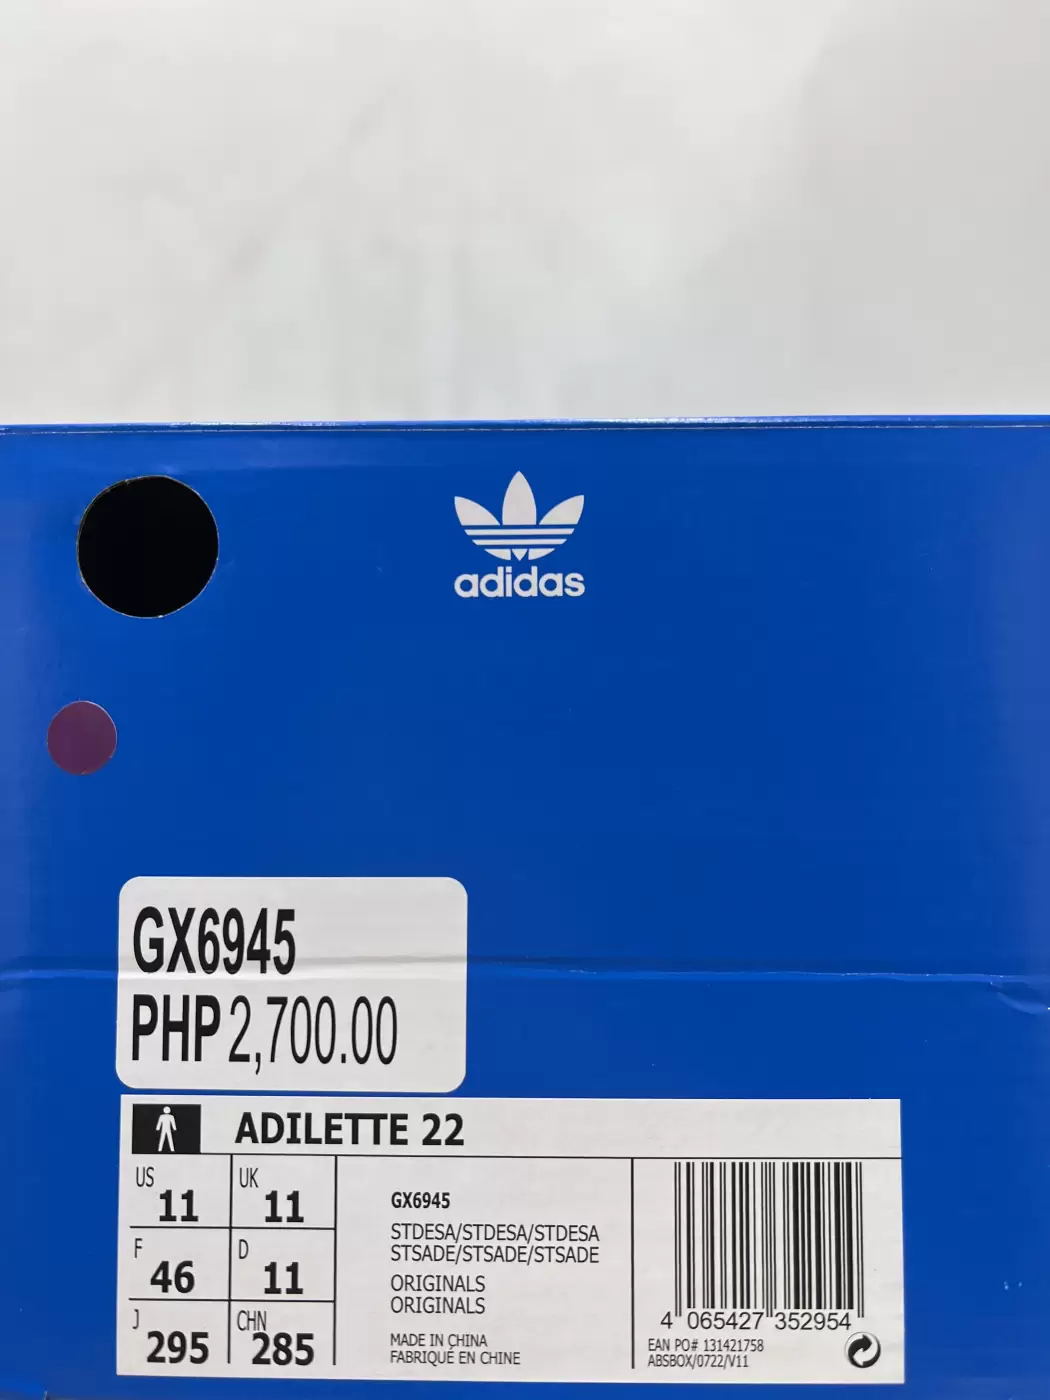 adidas
GX6945
PHP 2,700.00
ADILETTE 22
US 11
UK 11
F 46
D 11
J 295
CHN 285
GX6945
STDESA/STDESA/STDESA
STSADE/STSADE/STSADE
ORIGINALS
ORIGINALS
MADE IN CHINA
FABRIQUÉ EN CHINE
4 065427 352954
EAN PO# 131421758
ABSBOX/0722/V11